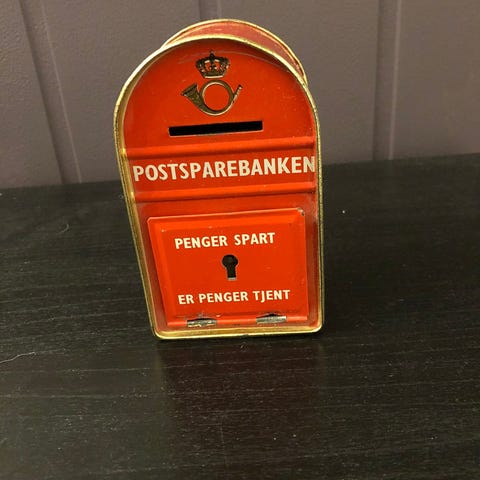 POSTSPAREBANKEN
PENGER SPART
ER PENGER TJENT